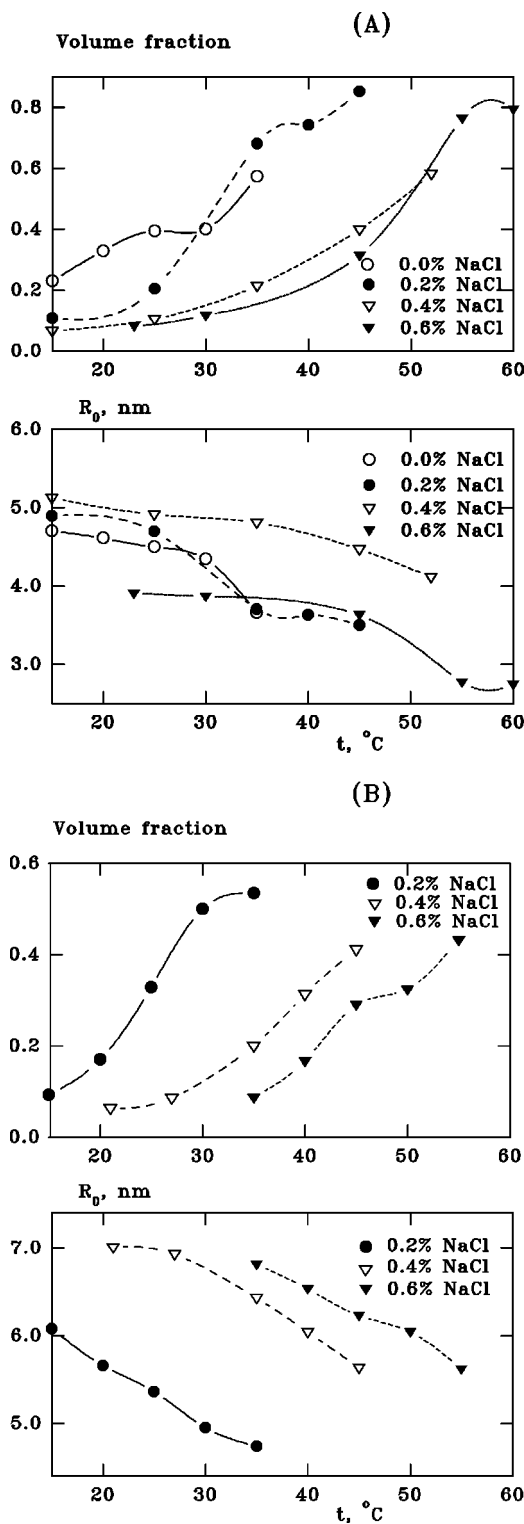 (A)
Volume fraction
0.8
0.6
0.4
0.2
0.0
0.0% NaCl
0.2% NaCl
0.4% NaCl
0.6% NaCl
20 30 40 50 60
R₀, nm
6.0
5.0
4.0
3.0
0.0% NaCl
0.2% NaCl
0.4% NaCl
0.6% NaCl
20 30 40 50 60
t, °C
(B)
Volume fraction
0.6
0.4
0.2
0.0
0.2% NaCl
0.4% NaCl
0.6% NaCl
20 30 40 50 60
R₀, nm
7.0
6.0
5.0
0.2% NaCl
0.4% NaCl
0.6% NaCl
20 30 40 50 60
t, °C